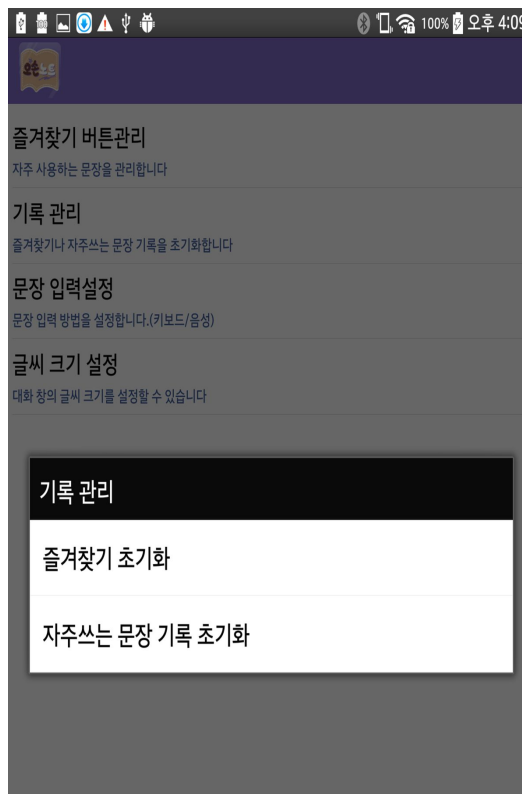 100% 오후 4:09
오손노트
즐겨찾기 버튼관리
자주 사용하는 문장을 관리합니다
기록 관리
즐겨찾기나 자주쓰는 문장 기록을 초기화합니다
문장 입력설정
문장 입력 방법을 설정합니다.(키보드/음성)
글씨 크기 설정
대화 창의 글씨 크기를 설정할 수 있습니다
기록 관리
즐겨찾기 초기화
자주쓰는 문장 기록 초기화